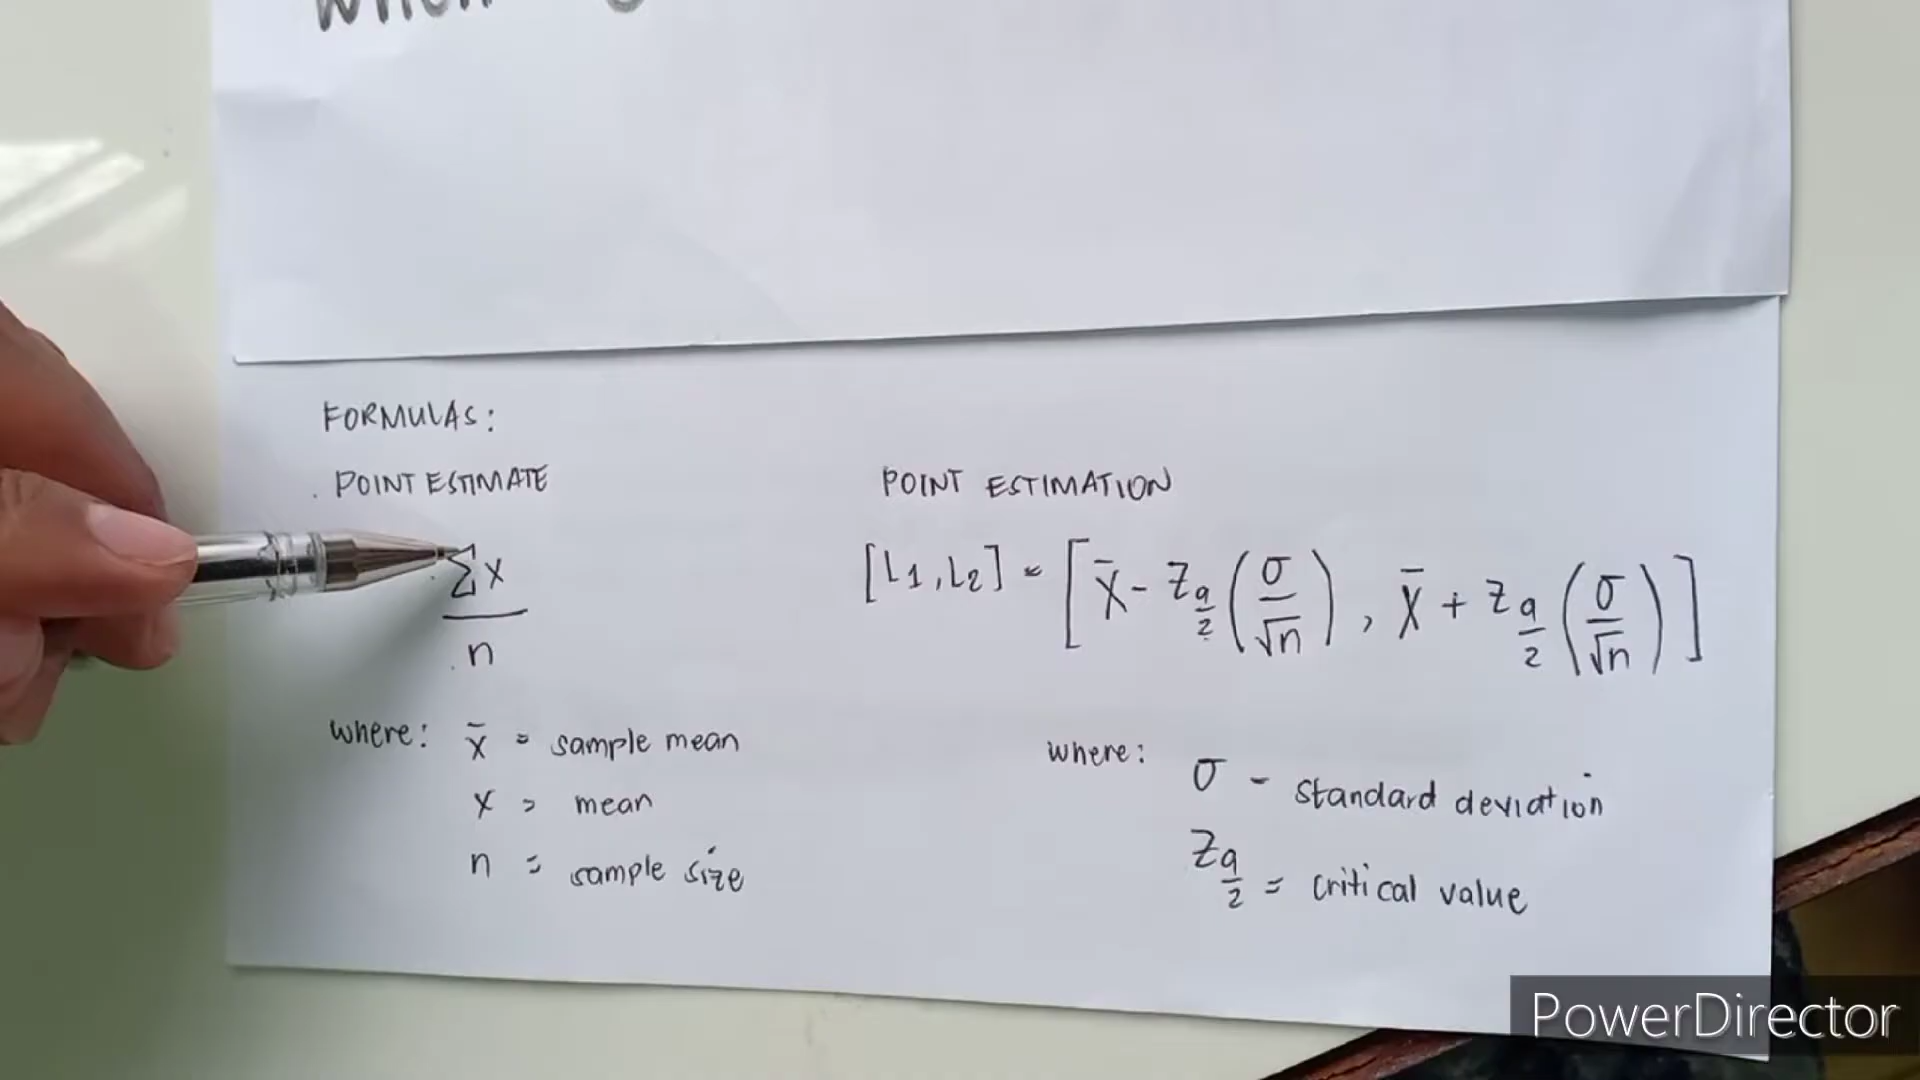 FORMULAS:
POINT ESTIMATE
∑x
n
where: x̄ = sample mean
x = mean
n = sample size
POINT ESTIMATION
[L1, L2] = [x̄ - Za/2 (σ/√n), x̄ + Za/2 (σ/√n)]
where: σ - standard deviation
Za/2 = critical value
PowerDirector